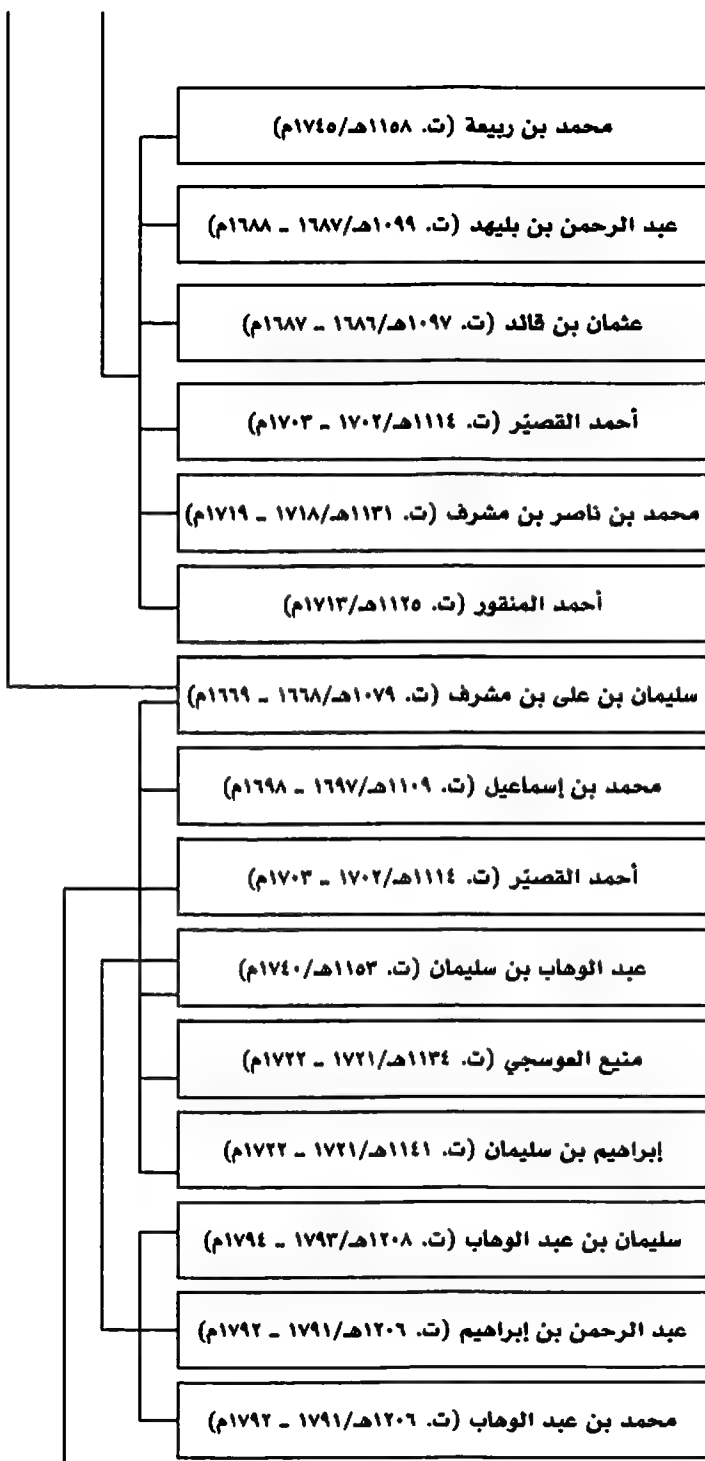 محمد بن ربيعة (ت. ١١٥٨هـ/١٧٤٥م)
عبد الرحمن بن بليهد (ت. ١٠٩٩هـ/١٦٨٧ - ١٦٨٨م)
عثمان بن قائد (ت. ١٠٩٧هـ/١٦٨٦ - ١٦٨٧م)
أحمد القصيّر (ت. ١١١٤هـ/١٧٠٢ - ١٧٠٣م)
محمد بن ناصر بن مشرف (ت. ١١٣١هـ/١٧١٨ - ١٧١٩م)
أحمد المنقور (ت. ١١٢٥هـ/١٧١٣م)
سليمان بن على بن مشرف (ت. ١٠٧٩هـ/١٦٦٨ - ١٦٦٩م)
محمد بن إسماعيل (ت. ١١٠٩هـ/١٦٩٧ - ١٦٩٨م)
أحمد القصيّر (ت. ١١١٤هـ/١٧٠٢ - ١٧٠٣م)
عبد الوهاب بن سليمان (ت. ١١٥٣هـ/١٧٤٠م)
منيع العوسجي (ت. ١١٣٤هـ/١٧٢١ - ١٧٢٢م)
إبراهيم بن سليمان (ت. ١١٤١هـ/١٧٢١ - ١٧٢٢م)
سليمان بن عبد الوهاب (ت. ١٢٠٨هـ/١٧٩٣ - ١٧٩٤م)
عبد الرحمن بن إبراهيم (ت. ١٢٠٦هـ/١٧٩١ - ١٧٩٢م)
محمد بن عبد الوهاب (ت. ١٢٠٦هـ/١٧٩١ - ١٧٩٢م)